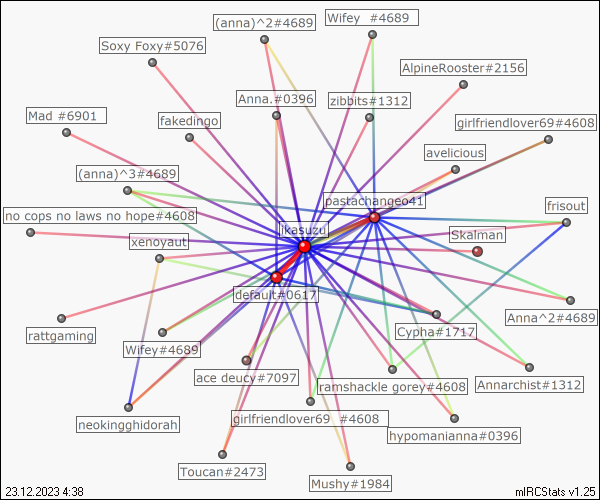 (anna)^2#4689
Wifey #4689
Soxy Foxy#5076
AlpineRooster#2156
Anna.#0396
zibbits#1312
Mad #6901
fakedingo
girlfriendlover69#4608
avelicious
(anna)^3#4689
pastachangeo41
frisout
no cops no laws no hope#4608
ikasuzu
Skalman
xenoyaut
default#0617
Anna^2#4689
Cypha#1717
rattgaming
Wifey#4689
ace deucy#7097
ramshackle gorey#4608
Annarchist#1312
neokingghidorah
girlfriendlover69 #4608
hypomanianna#0396
Toucan#2473
Mushy#1984
23.12.2023 4:38
mIRCStats v1.25